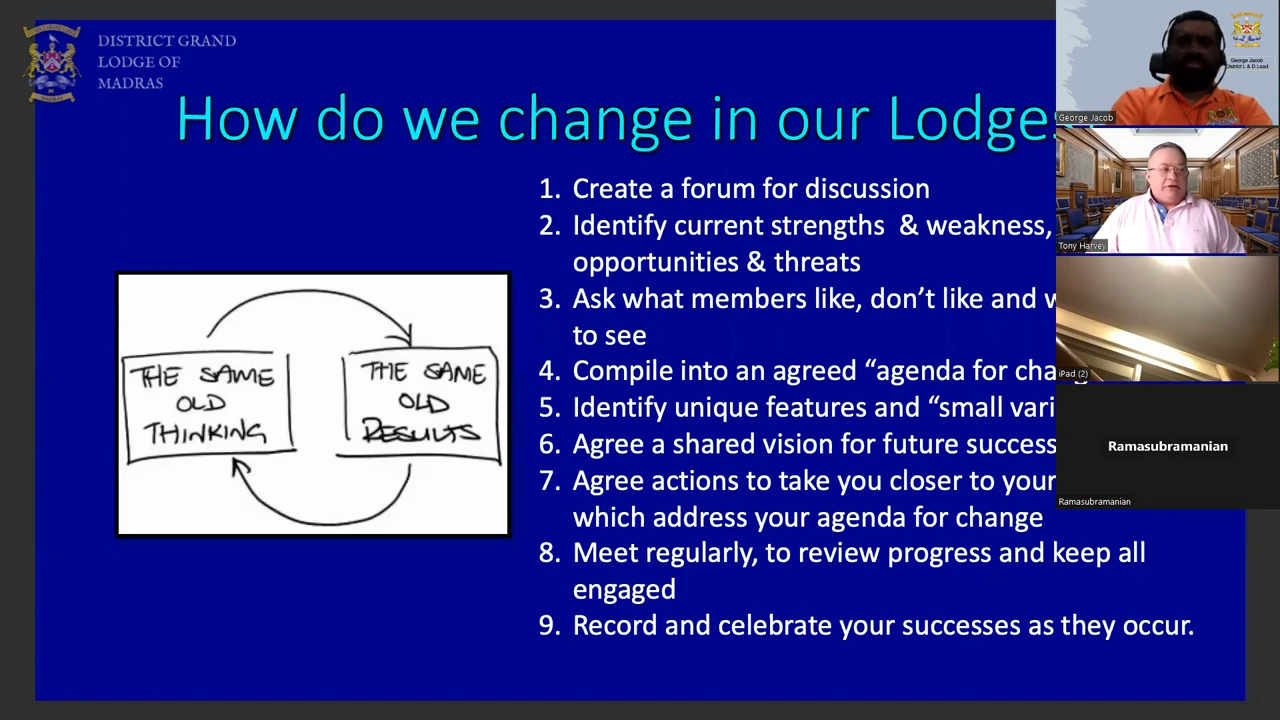 DISTRICT GRAND
LODGE OF
MADRAS
How do we change in our Lodges
1. Create a forum for discussion
2. Identify current strengths & weakness,
opportunities & threats
3. Ask what members like, don’t like and
to see
4. Compile into an agreed “agenda for
5. Identify unique features and “small
6. Agree a shared vision for future success
7. Agree actions to take you closer to your
which address your agenda for change
8. Meet regularly, to review progress and keep all
engaged
9. Record and celebrate your successes as they occur.
THE SAME
OLD
THINKING
THE SAME
OLD
RESULTS
George Jacob
District L & D Lead
George Jacob
Tony Harvey
iPad (2)
Ramasubramanian
Ramasubramanian